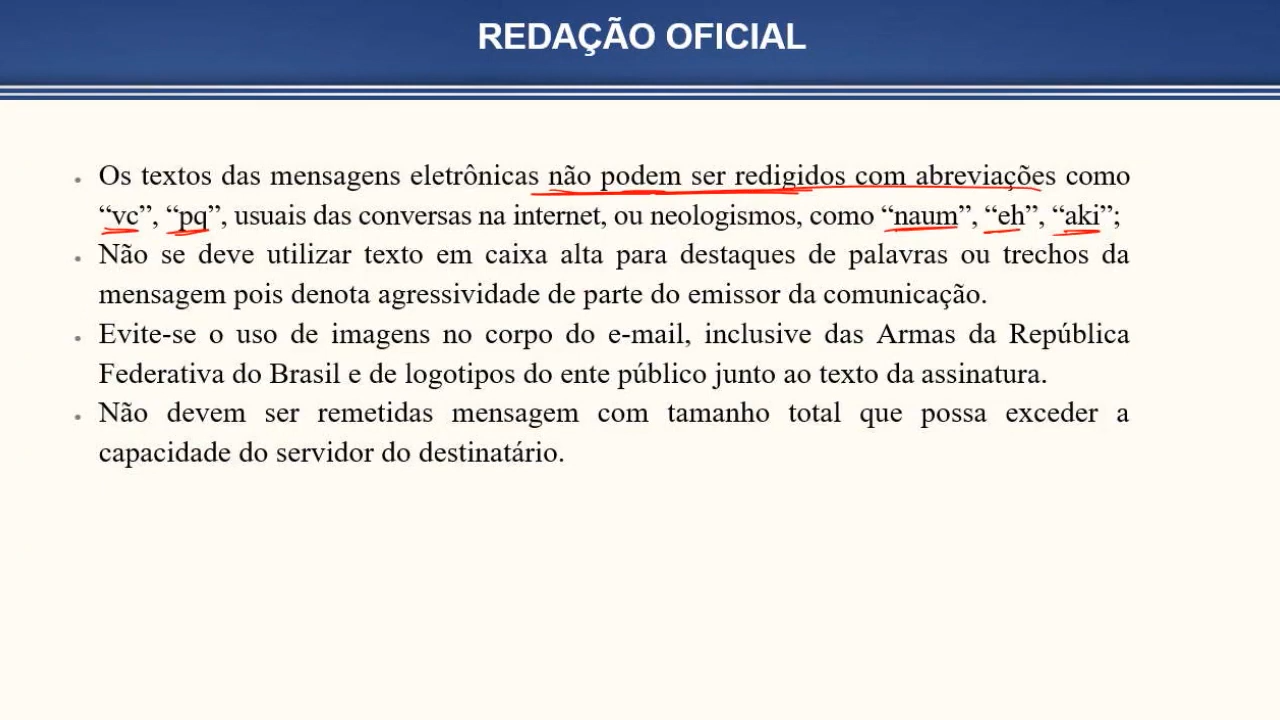 REDAÇÃO OFICIAL
Os textos das mensagens eletrônicas não podem ser redigidos com abreviações como
“vc”, “pq”, usuais das conversas na internet, ou neologismos, como “naum”, “eh”, “aki”;
Não se deve utilizar texto em caixa alta para destaques de palavras ou trechos da
mensagem pois denota agressividade de parte do emissor da comunicação.
Evite-se o uso de imagens no corpo do e-mail, inclusive das Armas da República
Federativa do Brasil e de logotipos do ente público junto ao texto da assinatura.
Não devem ser remetidas mensagem com tamanho total que possa exceder a
capacidade do servidor do destinatário.